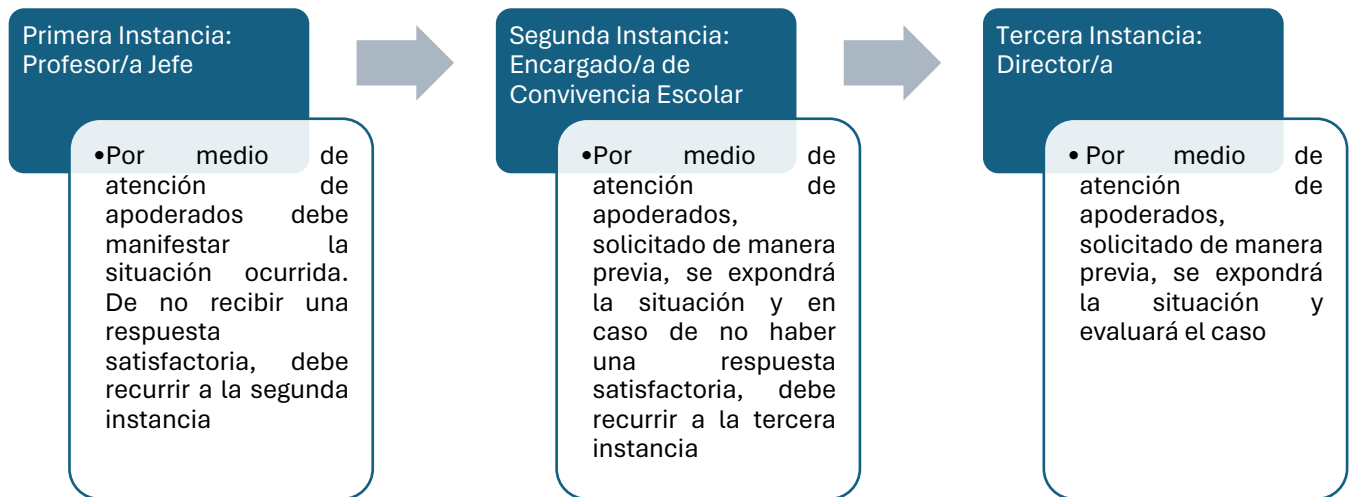 Primera Instancia:
Profesor/a Jefe
•Por medio de
atención de
apoderados debe
manifestar la
situación ocurrida.
De no recibir una
respuesta
satisfactoria, debe
recurrir a la segunda
instancia
Segunda Instancia:
Encargado/a de
Convivencia Escolar
•Por medio de
atención de
apoderados,
solicitado de manera
previa, se expondrá
la situación y en
caso de no haber
una respuesta
satisfactoria, debe
recurrir a la tercera
instancia
Tercera Instancia:
Director/a
• Por medio de
atención de
apoderados,
solicitado de manera
previa, se expondrá
la situación y
evaluará el caso